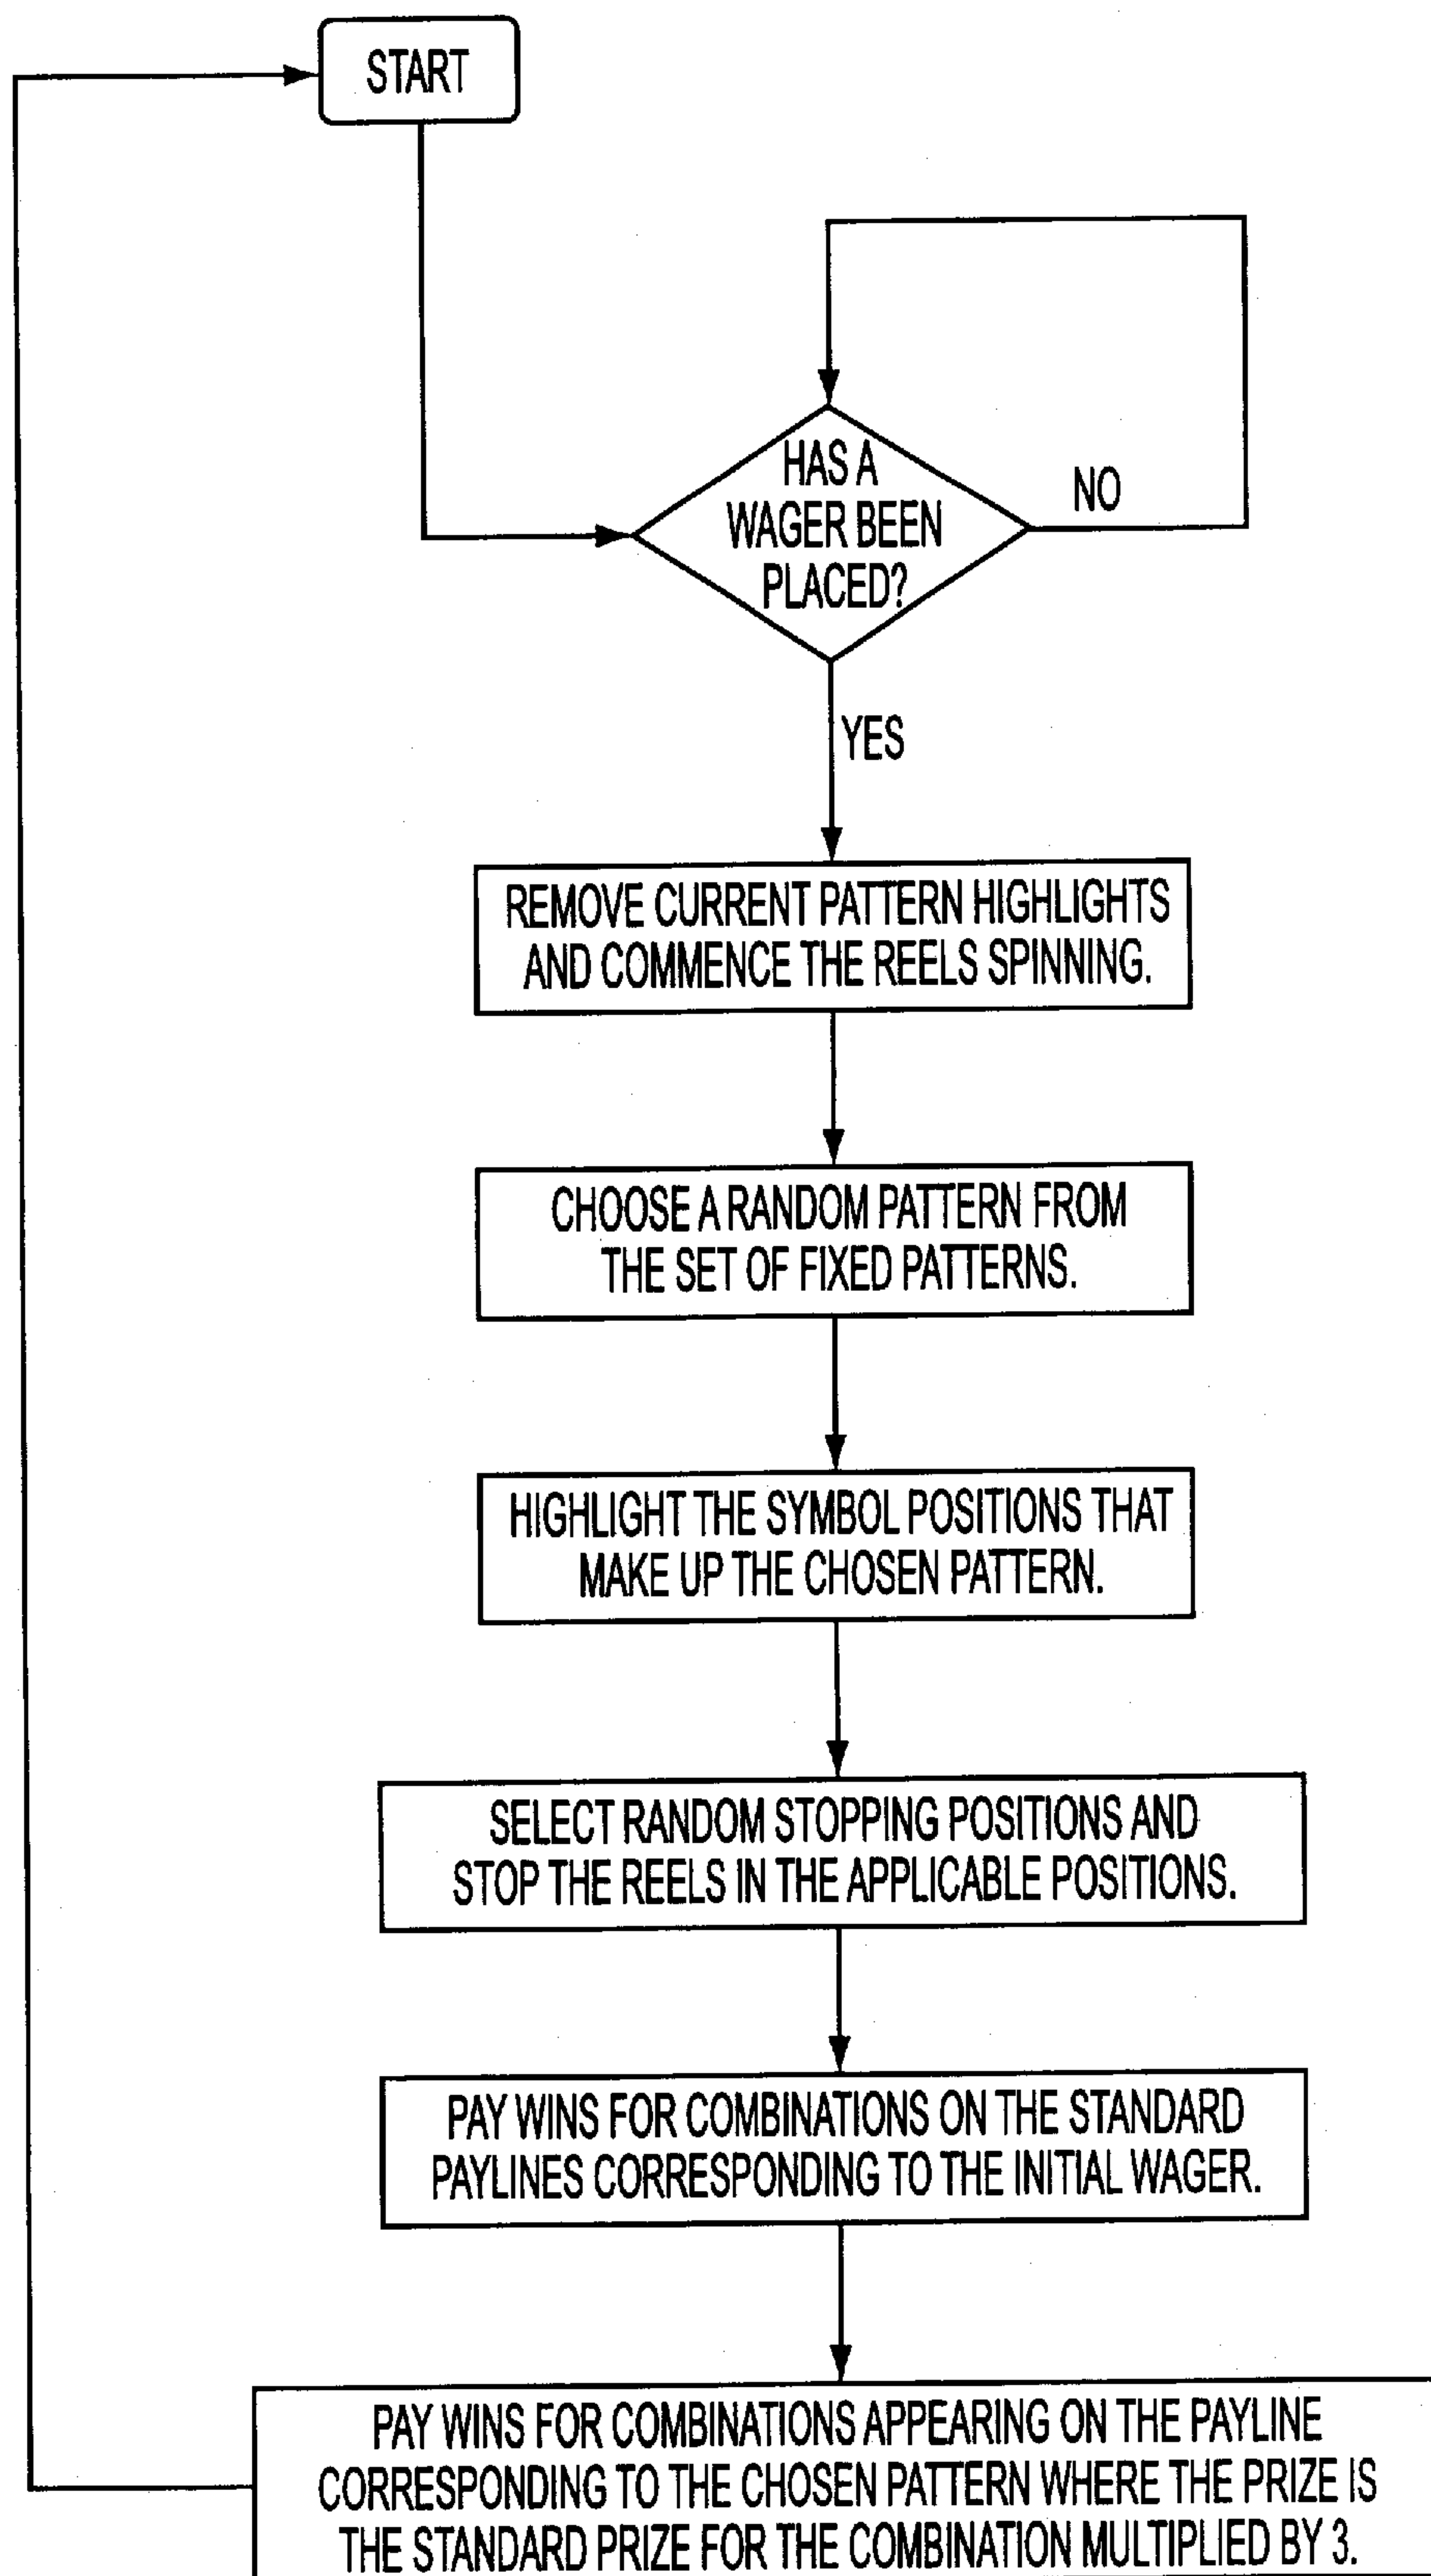 START
HAS A
WAGER BEEN
PLACED?
NO
YES
REMOVE CURRENT PATTERN HIGHLIGHTS
AND COMMENCE THE REELS SPINNING.
CHOOSE A RANDOM PATTERN FROM
THE SET OF FIXED PATTERNS.
HIGHLIGHT THE SYMBOL POSITIONS THAT
MAKE UP THE CHOSEN PATTERN.
SELECT RANDOM STOPPING POSITIONS AND
STOP THE REELS IN THE APPLICABLE POSITIONS.
PAY WINS FOR COMBINATIONS ON THE STANDARD
PAYLINES CORRESPONDING TO THE INITIAL WAGER.
PAY WINS FOR COMBINATIONS APPEARING ON THE PAYLINE
CORRESPONDING TO THE CHOSEN PATTERN WHERE THE PRIZE IS
THE STANDARD PRIZE FOR THE COMBINATION MULTIPLIED BY 3.